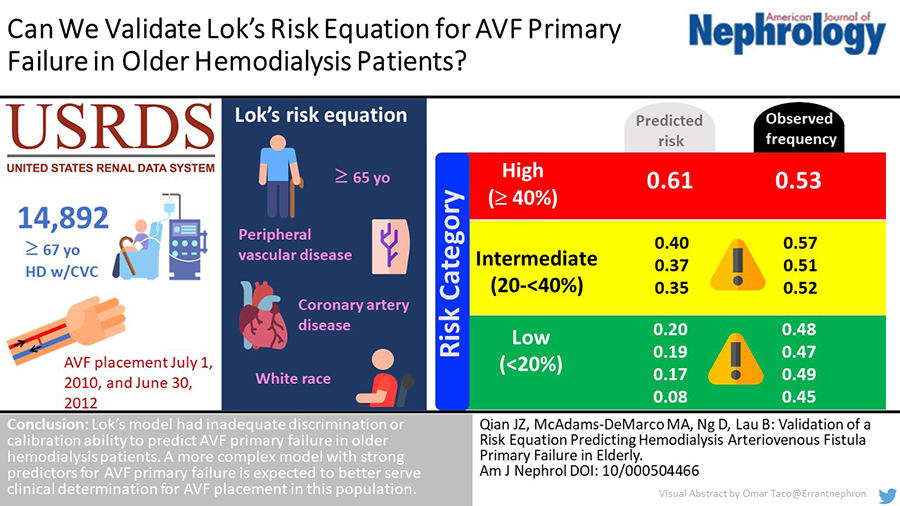 Can We Validate Lok's Risk Equation for AVF Primary
Failure in Older Hemodialysis Patients?
American Journal of
Nephrology
USRDS
UNITED STATES RENAL DATA SYSTEM
14,892
≥ 67 yo
HD w/CVC
AVF placement July 1,
2010, and June 30,
2012
Lok's risk equation
≥ 65 yo
Peripheral
vascular disease
Coronary artery
disease
White race
Predicted
risk
Observed
frequency
Risk Category
High
(≥ 40%)
0.61
0.53
Intermediate
(20-<40%)
0.40
0.37
0.35
0.57
0.51
0.52
Low
(<20%)
0.20
0.19
0.17
0.08
0.48
0.47
0.49
0.45
Conclusion: Lok's model had inadequate discrimination or
calibration ability to predict AVF primary failure in older
hemodialysis patients. A more complex model with strong
predictors for AVF primary failure is expected to better serve
clinical determination for AVF placement in this population.
Qian JZ, McAdams-DeMarco MA, Ng D, Lau B: Validation of a
Risk Equation Predicting Hemodialysis Arteriovenous Fistula
Primary Failure in Elderly.
Am J Nephrol DOI: 10/000504466
Visual Abstract by Omar Taco@Errantnephron